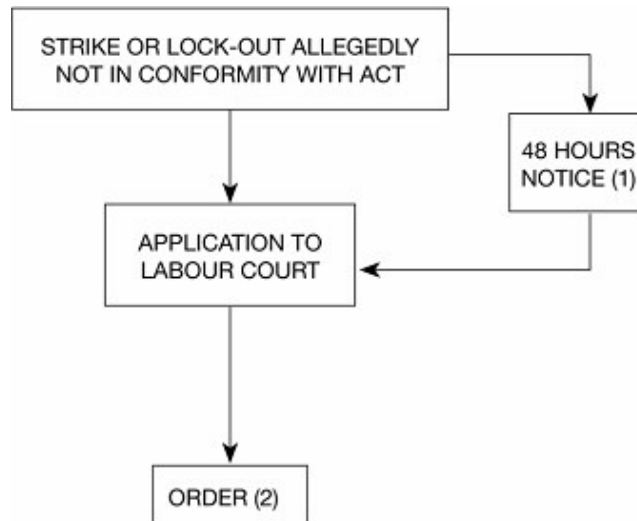 STRIKE OR LOCK-OUT ALLEGEDLY
NOT IN CONFORMITY WITH ACT
48 HOURS
NOTICE (1)
APPLICATION TO
LABOUR COURT
ORDER (2)